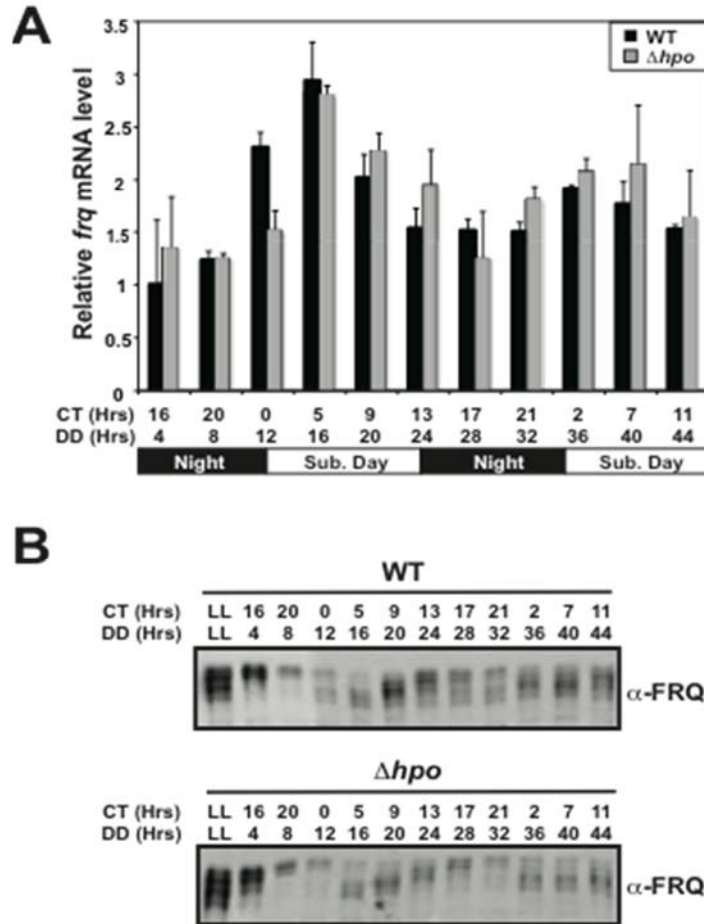 A
Relative frq mRNA level
WT
Δhpo
3.5
3
2.5
2
1.5
1
0.5
0
CT (Hrs) 16 20 0 5 9 13 17 21 2 7 11
DD (Hrs) 4 8 12 16 20 24 28 32 36 40 44
Night Sub. Day Night Sub. Day
B
WT
CT (Hrs) LL 16 20 0 5 9 13 17 21 2 7 11
DD (Hrs) LL 4 8 12 16 20 24 28 32 36 40 44
α-FRQ
Δhpo
CT (Hrs) LL 16 20 0 5 9 13 17 21 2 7 11
DD (Hrs) LL 4 8 12 16 20 24 28 32 36 40 44
α-FRQ